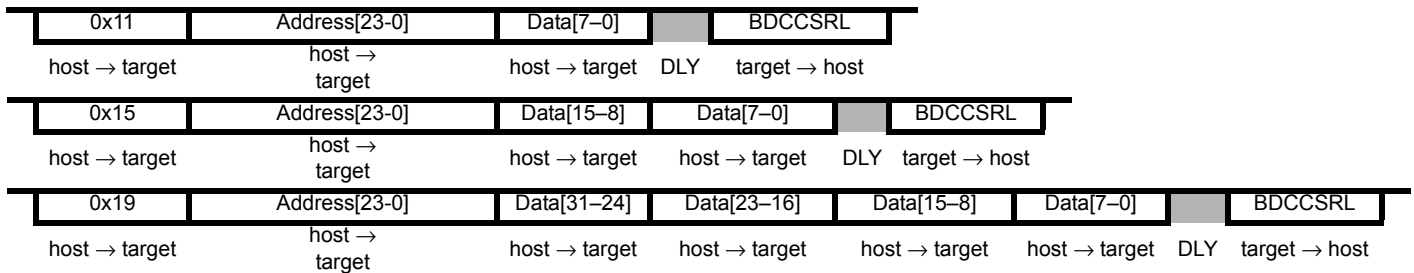 0x11 Address[23-0] Data[7–0] BDCCSRL
host → target host → target host → target DLY target → host
0x15 Address[23-0] Data[15–8] Data[7–0] BDCCSRL
host → target host → target host → target host → target DLY target → host
0x19 Address[23-0] Data[31–24] Data[23–16] Data[15–8] Data[7–0] BDCCSRL
host → target host → target host → target host → target host → target host → target DLY target → host